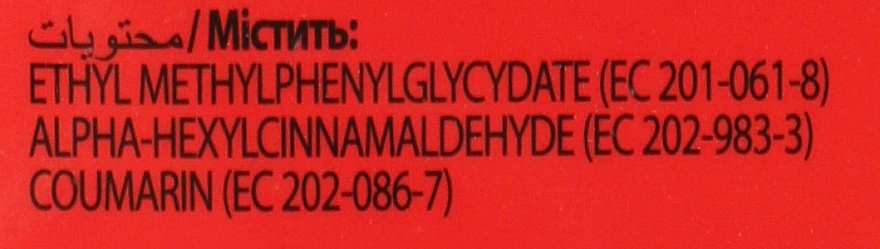 محتويات / Містить:
ETHYL METHYLPHENYLGLYCYDATE (EC 201-061-8)
ALPHA-HEXYLCINNAMALDEHYDE (EC 202-983-3)
COUMARIN (EC 202-086-7)